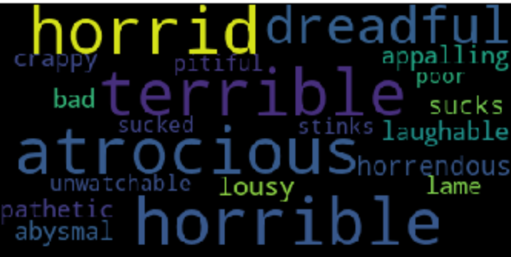 horrid dreadful
crappy pitiful appalling
poor
bad terrible sucks
sucked stinks laughable
atrocious horrendous
unwatchable lousy lame
pathetic horrible
abysmal